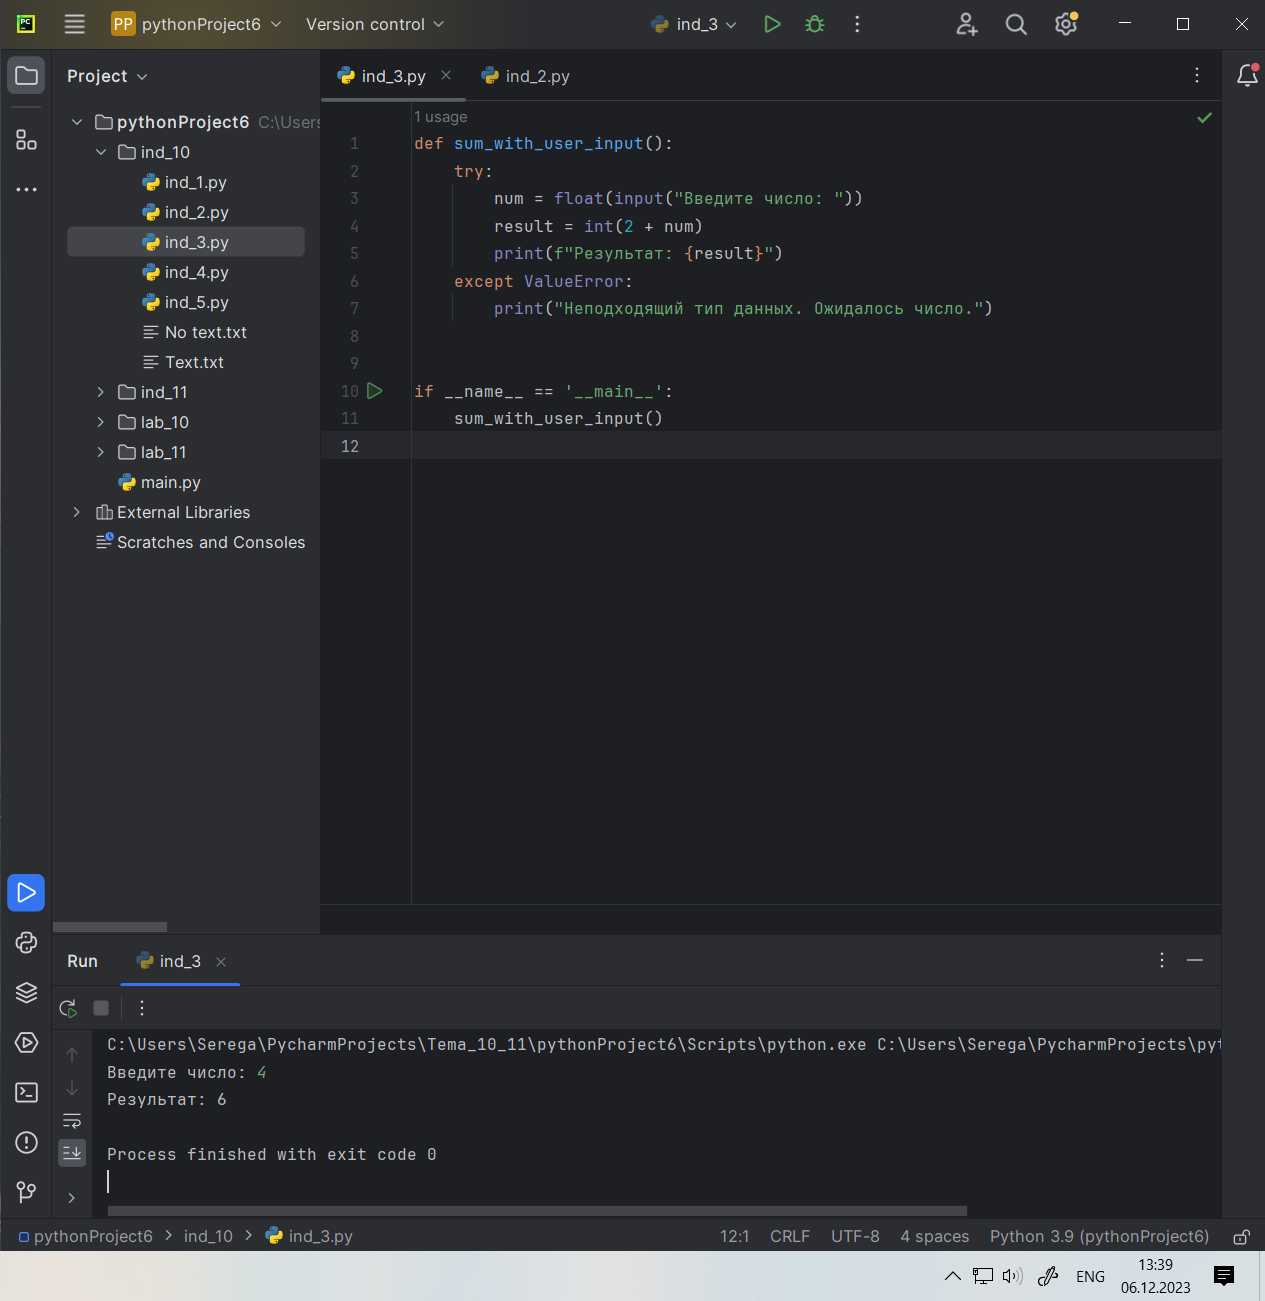 PC
PP pythonProject6 Version control ind_3
Project
ind_3.py ind_2.py
pythonProject6 C:\Users
ind_10
ind_1.py
ind_2.py
ind_3.py
ind_4.py
ind_5.py
No text.txt
Text.txt
ind_11
lab_10
lab_11
main.py
External Libraries
Scratches and Consoles
1 usage
1 def sum_with_user_input():
2 try:
3 num = float(input("Введите число: "))
4 result = int(2 + num)
5 print(f"Результат: {result}")
6 except ValueError:
7 print("Неподходящий тип данных. Ожидалось число.")
8
9
10 if __name__ == '__main__':
11 sum_with_user_input()
12
Run ind_3
C:\Users\Serega\PycharmProjects\Tema_10_11\pythonProject6\Scripts\python.exe C:\Users\Serega\PycharmProjects\pyt
Введите число: 4
Результат: 6
Process finished with exit code 0
pythonProject6 > ind_10 > ind_3.py 12:1 CRLF UTF-8 4 spaces Python 3.9 (pythonProject6)
ENG
13:39
06.12.2023